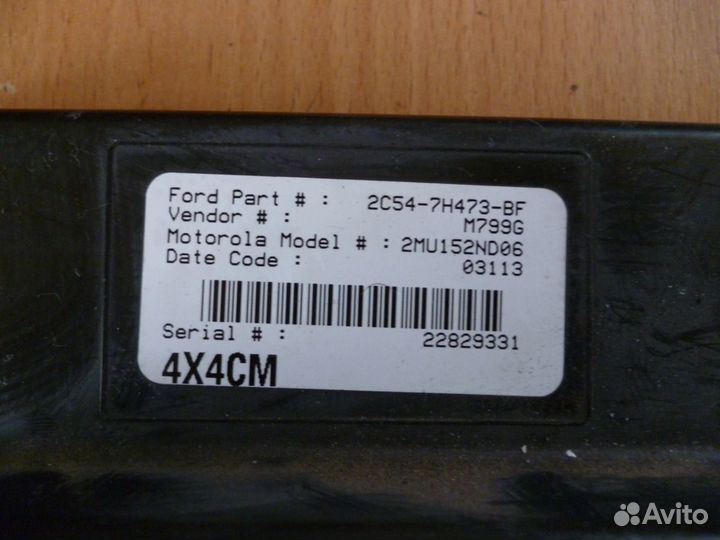 Ford Part # : 2C54-7H473-BF
Vendor # : M799G
Motorola Model # : 2MU152ND06
Date Code : 03113
Serial # : 22829331
4X4CM
Avito